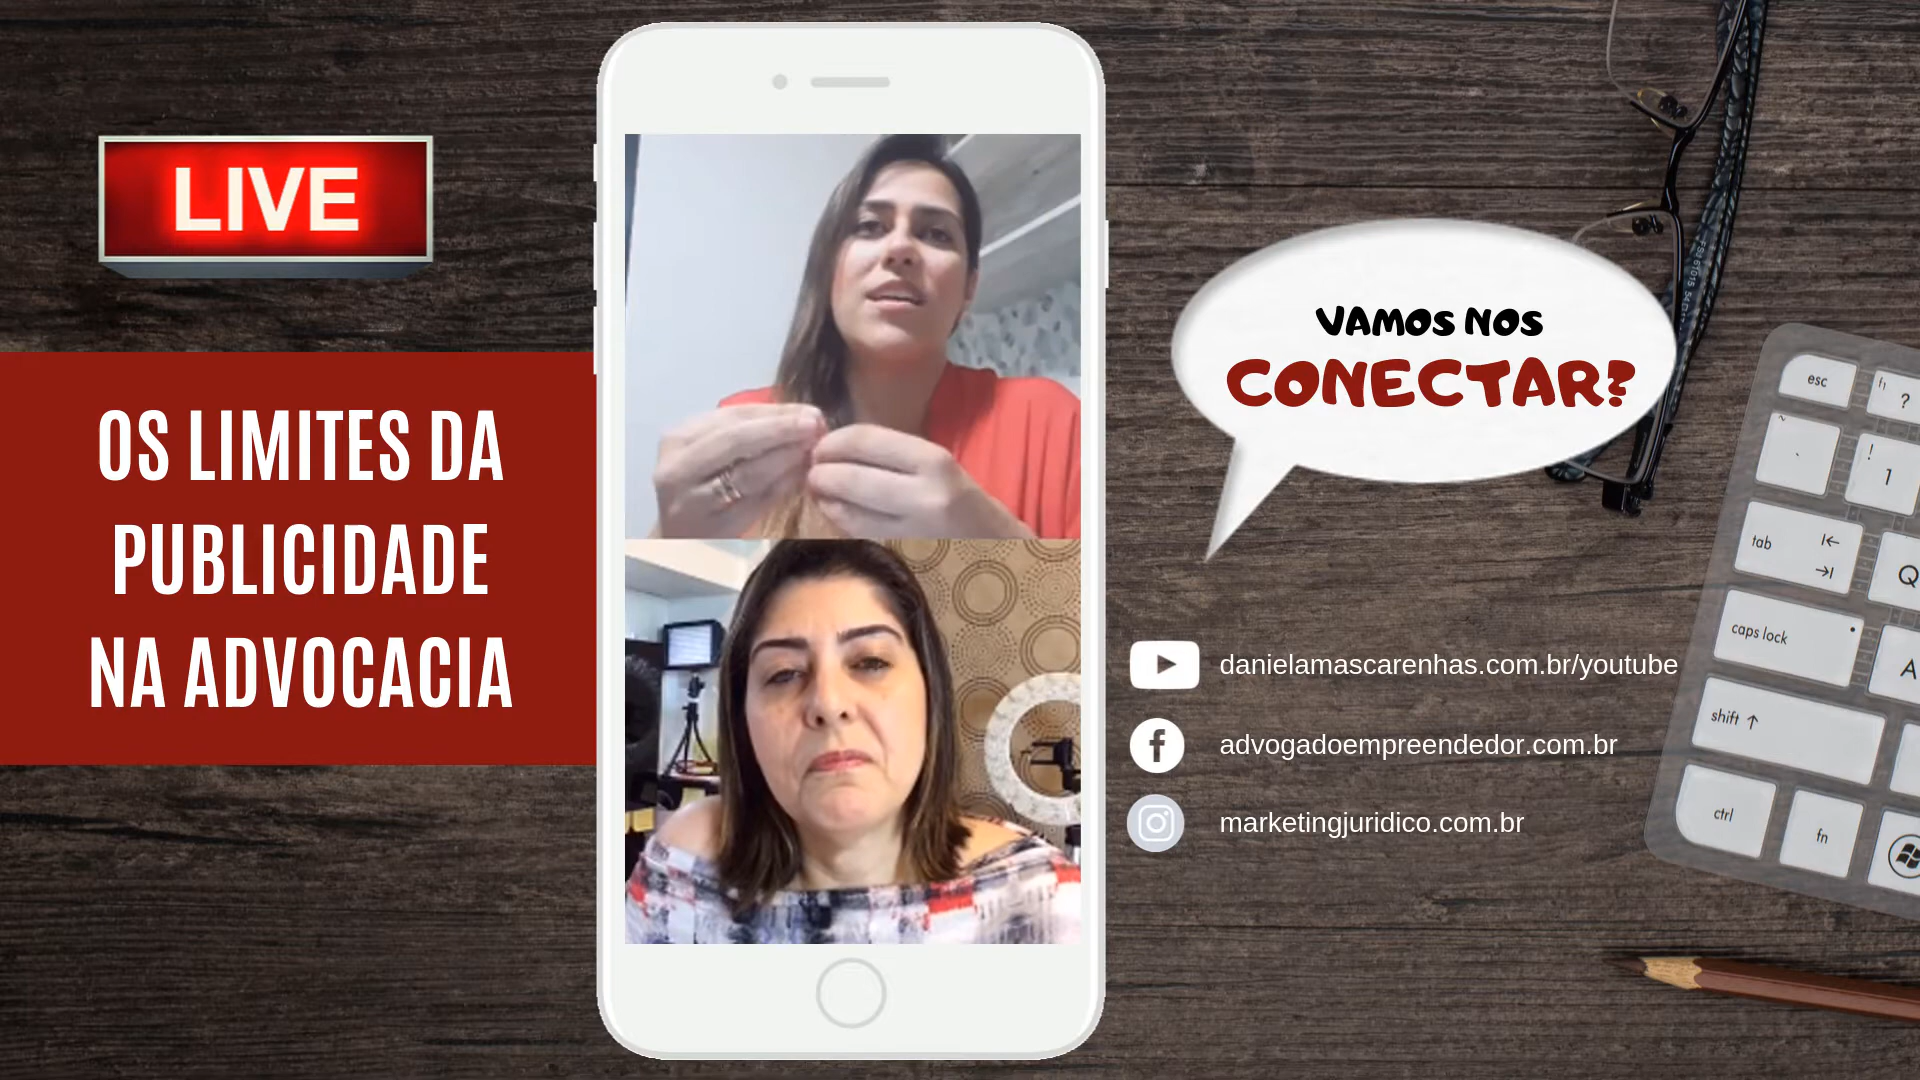 LIVE
OS LIMITES DA
PUBLICIDADE
NA ADVOCACIA
VAMOS NOS
CONECTAR?
danielamascarenhas.com.br/youtube
advogadoempreendedor.com.br
marketingjuridico.com.br
esc
?
!
1
tab
Q
caps lock
A
shift
ctrl
fn